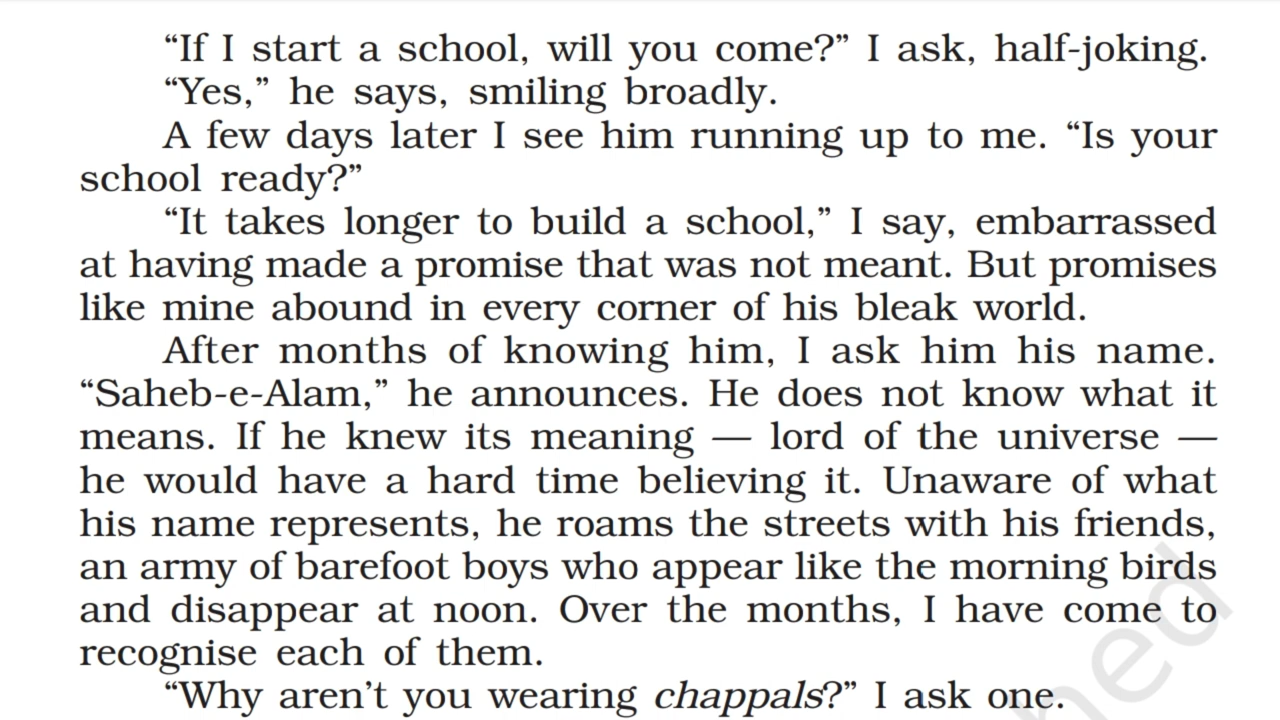 “If I start a school, will you come?” I ask, half-joking.
“Yes,” he says, smiling broadly.
A few days later I see him running up to me. “Is your
school ready?”
“It takes longer to build a school,” I say, embarrassed
at having made a promise that was not meant. But promises
like mine abound in every corner of his bleak world.
After months of knowing him, I ask him his name.
“Saheb-e-Alam,” he announces. He does not know what it
means. If he knew its meaning — lord of the universe —
he would have a hard time believing it. Unaware of what
his name represents, he roams the streets with his friends,
an army of barefoot boys who appear like the morning birds
and disappear at noon. Over the months, I have come to
recognise each of them.
“Why aren’t you wearing chappals?” I ask one.